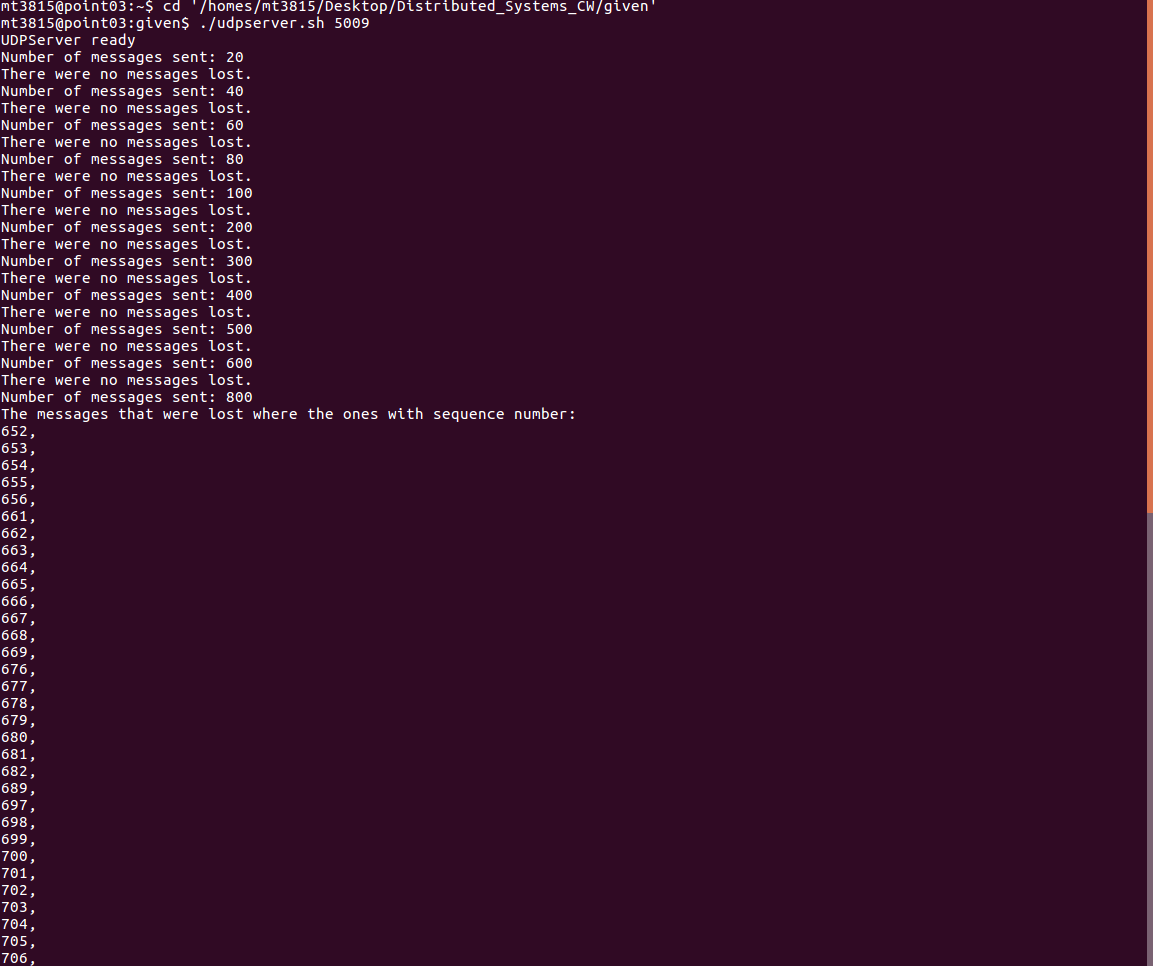 mt3815@point03:~$ cd '/homes/mt3815/Desktop/Distributed_Systems_CW/given'
mt3815@point03:given$ ./udpserver.sh 5009
UDPServer ready
Number of messages sent: 20
There were no messages lost.
Number of messages sent: 40
There were no messages lost.
Number of messages sent: 60
There were no messages lost.
Number of messages sent: 80
There were no messages lost.
Number of messages sent: 100
There were no messages lost.
Number of messages sent: 200
There were no messages lost.
Number of messages sent: 300
There were no messages lost.
Number of messages sent: 400
There were no messages lost.
Number of messages sent: 500
There were no messages lost.
Number of messages sent: 600
There were no messages lost.
Number of messages sent: 800
The messages that were lost where the ones with sequence number:
652,
653,
654,
655,
656,
661,
662,
663,
664,
665,
666,
667,
668,
669,
676,
677,
678,
679,
680,
681,
682,
689,
697,
698,
699,
700,
701,
702,
703,
704,
705,
706,